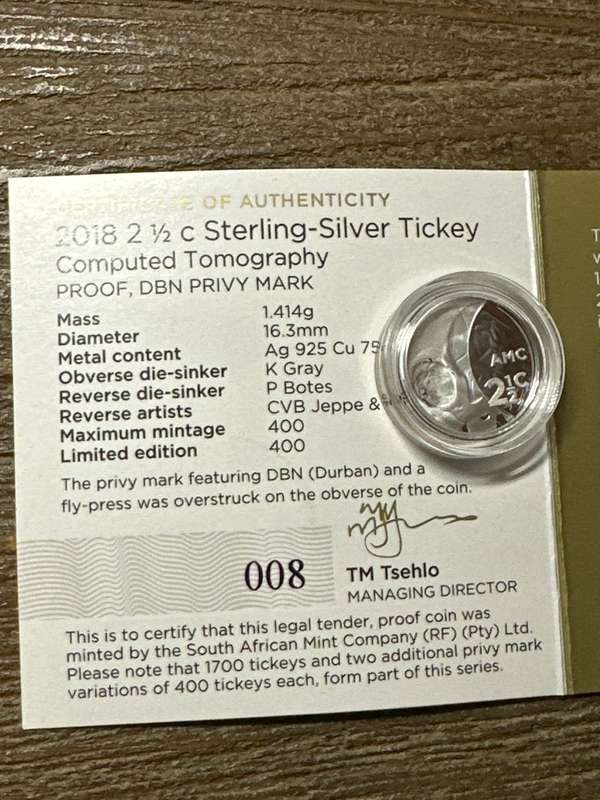 OF AUTHENTICITY
2018 2 ½ c Sterling-Silver Tickey
Computed Tomography
PROOF, DBN PRIVY MARK
Mass 1.414g
Diameter 16.3mm
Metal content Ag 925 Cu 75
Obverse die-sinker K Gray
Reverse die-sinker P Botes
Reverse artists CVB Jeppe &
Maximum mintage 400
Limited edition 400
The privy mark featuring DBN (Durban) and a
fly-press was overstruck on the obverse of the coin.
008
TM Tsehlo
MANAGING DIRECTOR
This is to certify that this legal tender, proof coin was
minted by the South African Mint Company (RF) (Pty) Ltd.
Please note that 1700 tickeys and two additional privy mark
variations of 400 tickeys each, form part of this series.
AMC
2½C